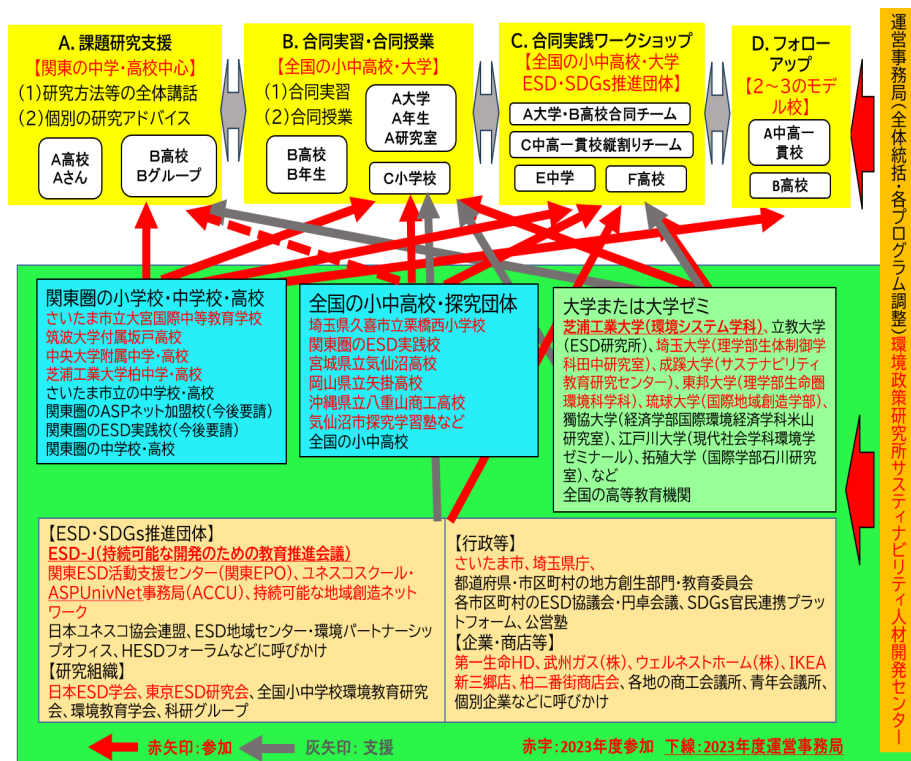 A. 課題研究支援
【関東の中学・高校中心】
(1)研究方法等の全体講話
(2)個別の研究アドバイス
A高校
Aさん
B高校
Bグループ
B. 合同実習・合同授業
【全国の小中高校・大学】
(1)合同実習
(2)合同授業
A大学
A年生
A研究室
B高校
B年生
C小学校
C. 合同実践ワークショップ
【全国の小中高校・大学
ESD・SDGs推進団体】
A大学・B高校合同チーム
C中高一貫校縦割りチーム
E中学
F高校
D. フォロー
アップ
【2〜3のモデ
ル校】
A中高一
貫校
B高校
運営事務局(全体統括・各プログラム調整)環境政策研究所サスティナビリティ人材開発センター
関東圏の小学校・中学校・高校
さいたま市立大宮国際中等教育学校
筑波大学付属坂戸高校
中央大学附属中学・高校
芝浦工業大学柏中学・高校
さいたま市立の中学校・高校
関東圏のASPネット加盟校(今後要請)
関東圏のESD実践校(今後要請)
関東圏の中学校・高校
全国の小中高校・探究団体
埼玉県久喜市立栗橋西小学校
関東圏のESD実践校
宮城県立気仙沼高校
岡山県立矢掛高校
沖縄県立八重山商工高校
気仙沼市探究学習塾など
全国の小中高校
大学または大学ゼミ
芝浦工業大学(環境システム学科)、立教大学
(ESD研究所)、埼玉大学(理学部生体制御学
科田中研究室)、成蹊大学(サステナビリティ
教育研究センター)、東邦大学(理学部生命圏
環境科学科)、琉球大学(国際地域創造学部)、
獨協大学(経済学部国際環境経済学科米山
研究室)、江戸川大学(現代社会学科環境学
ゼミナール)、拓殖大学(国際学部石川研究
室)、など
全国の高等教育機関
【ESD・SDGs推進団体】
ESD-J(持続可能な開発のための教育推進会議)
関東ESD活動支援センター(関東EPO)、ユネスコスクール・
ASPUnivNet事務局(ACCU)、持続可能な地域創造ネット
ワーク
日本ユネスコ協会連盟、ESD地域センター・環境パートナーシッ
プオフィス、HESDフォーラムなどに呼びかけ
【研究組織】
日本ESD学会、東京ESD研究会、全国小中学校環境教育研究
会、環境教育学会、科研グループ
【行政等】
さいたま市、埼玉県庁、
都道府県・市区町村の地方創生部門・教育委員会
各市区町村のESD協議会・円卓会議、SDGs官民連携プラッ
トフォーム、公営塾
【企業・商店等】
第一生命HD、武州ガス(株)、ウェルネストホーム(株)、IKEA
新三郷店、柏二番街商店会、各地の商工会議所、青年会議所、
個別企業などに呼びかけ
赤矢印:参加
灰矢印:支援
赤字:2023年度参加 下線:2023年度運営事務局